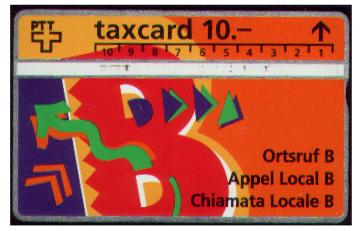 PTT
taxcard 10.–
10 9 8 7 6 5 4 3 2 1
B
Ortsruf B
Appel Local B
Chiamata Locale B